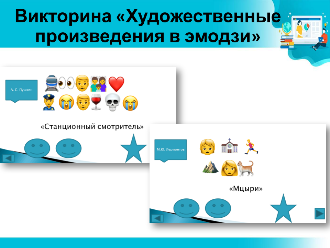 Викторина «Художественные
произведения в эмодзи»
«Станционный смотритель»
«Мцыри»